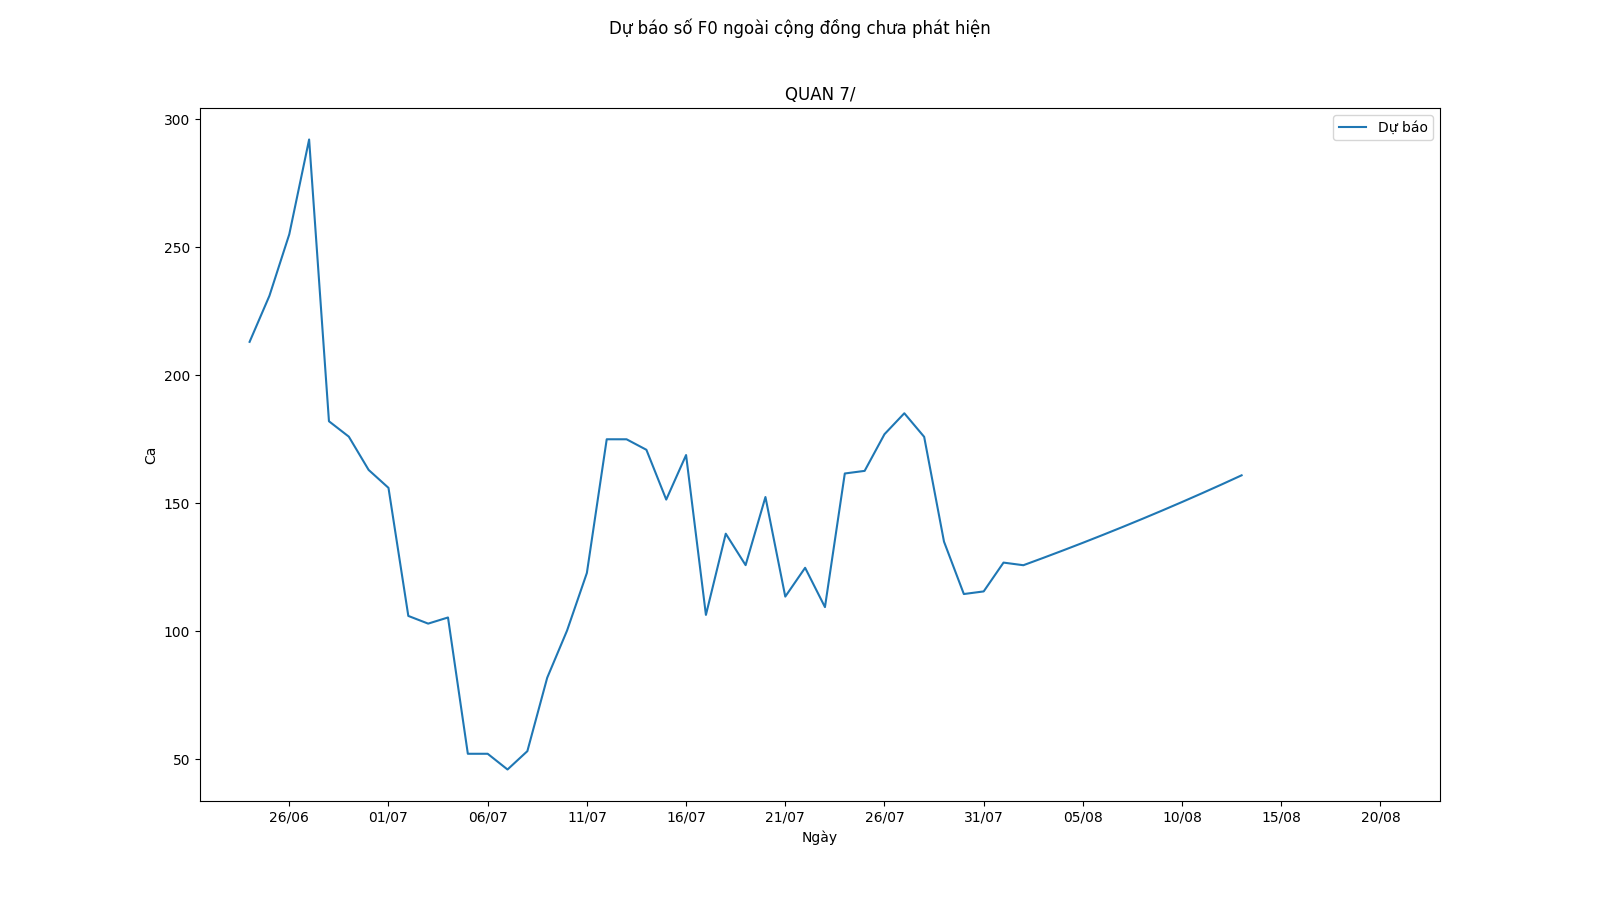 Dự báo số F0 ngoài cộng đồng chưa phát hiện
QUAN 7/
Dự báo
300
250
200
150
100
50
Ca
26/06 01/07 06/07 11/07 16/07 21/07 26/07 31/07 05/08 10/08 15/08 20/08
Ngày